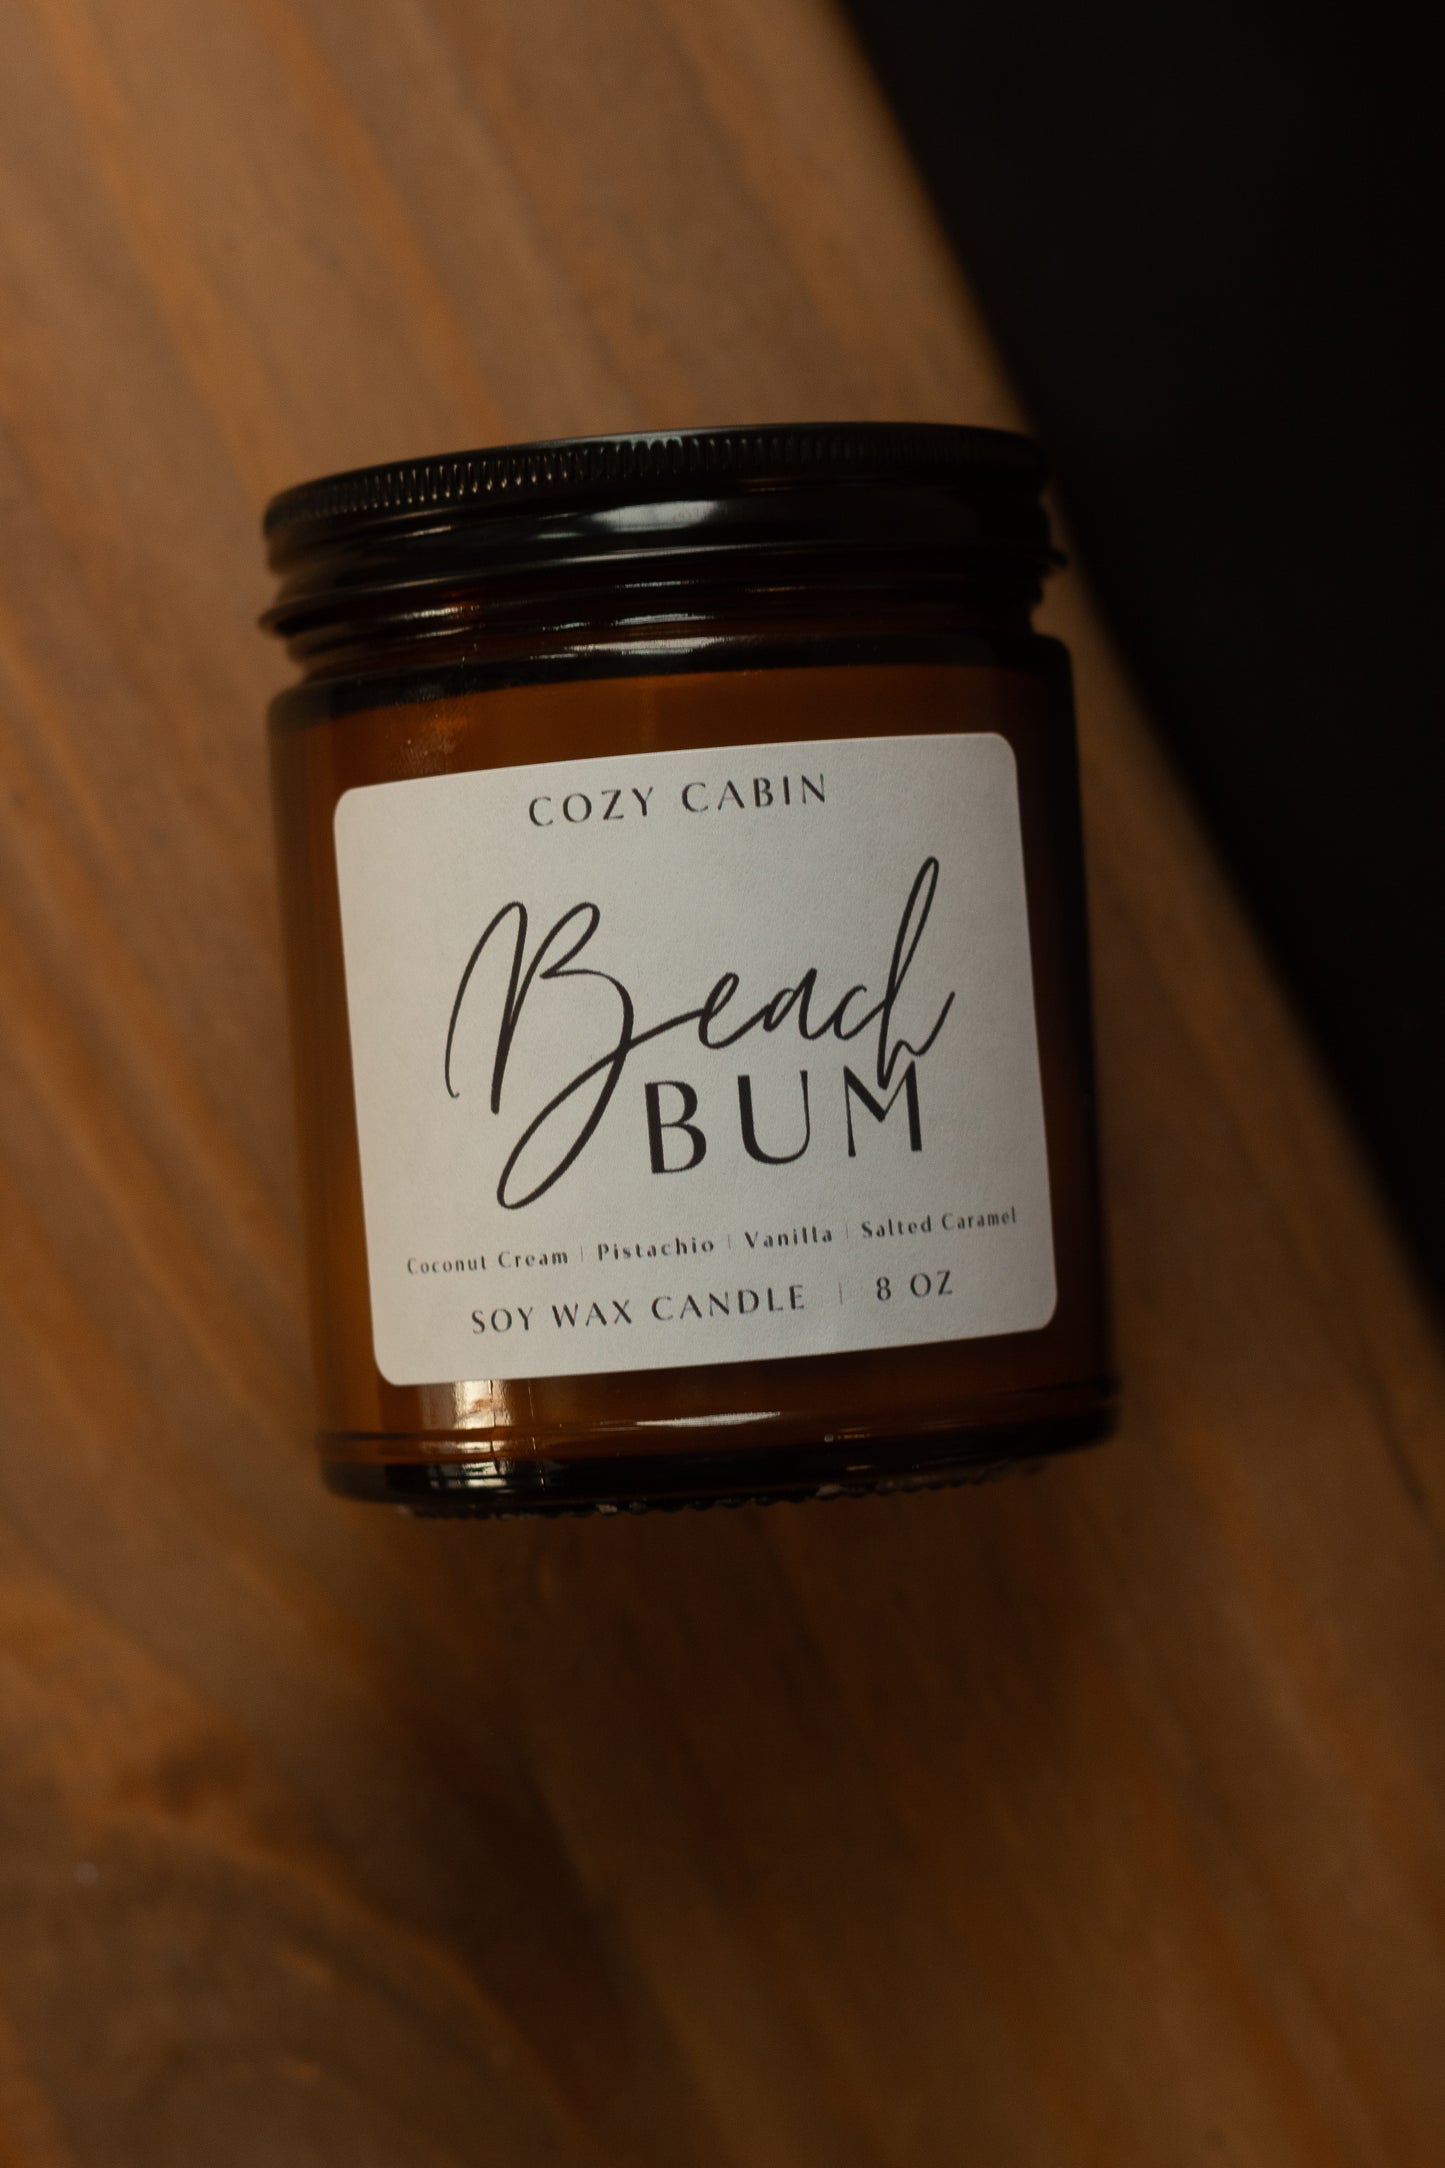 COZY CABIN
Beach
BUM
Coconut Cream | Pistachio | Vanilla | Salted Caramel
SOY WAX CANDLE | 8 OZ